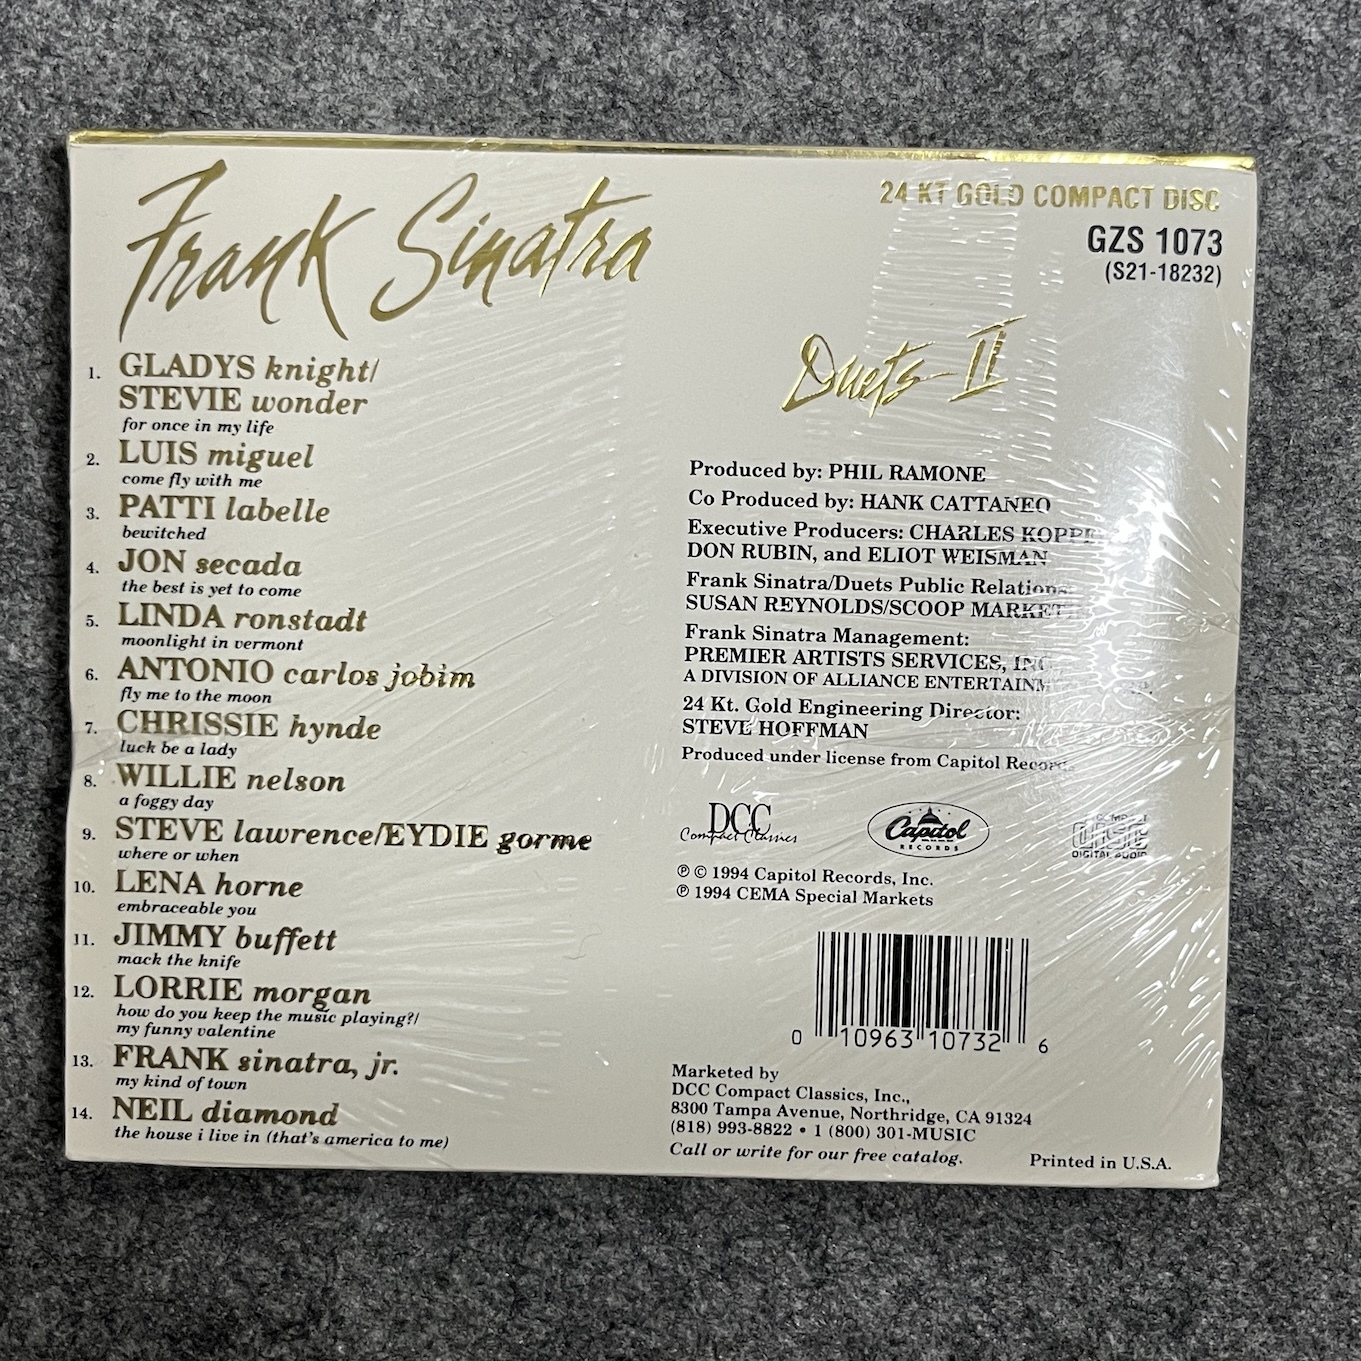 Frank Sinatra
24 KT GOLD COMPACT DISC
GZS 1073
(S21-18232)
Duets II
1. GLADYS knight/
STEVIE wonder
for once in my life
2. LUIS miguel
come fly with me
3. PATTI labelle
bewitched
4. JON secada
the best is yet to come
5. LINDA ronstadt
moonlight in vermont
6. ANTONIO carlos jobim
fly me to the moon
7. CHRISSIE hynde
luck be a lady
8. WILLIE nelson
a foggy day
9. STEVE lawrence/EYDIE gorme
where or when
10. LENA horne
embraceable you
11. JIMMY buffett
mack the knife
12. LORRIE morgan
how do you keep the music playing?/
my funny valentine
13. FRANK sinatra, jr.
my kind of town
14. NEIL diamond
the house i live in (that's america to me)
Produced by: PHIL RAMONE
Co Produced by: HANK CATTANEO
Executive Producers: CHARLES
DON RUBIN, and ELIOT WEISMAN
Frank Sinatra/Duets Public Relations
SUSAN REYNOLDS/SCOOP
Frank Sinatra Management:
PREMIER ARTISTS SERVICES, INC.
A DIVISION OF ALLIANCE
24 Kt. Gold Engineering Director:
STEVE HOFFMAN
Produced under license from Capitol Records
DCC
Compact Classics
Capitol
RECORDS
COMPACT
disc
DIGITAL AUDIO
℗ © 1994 Capitol Records, Inc.
℗ 1994 CEMA Special Markets
0 10963 10732 6
Marketed by
DCC Compact Classics, Inc.,
8300 Tampa Avenue, Northridge, CA 91324
(818) 993-8822 • 1 (800) 301-MUSIC
Call or write for our free catalog.
Printed in U.S.A.